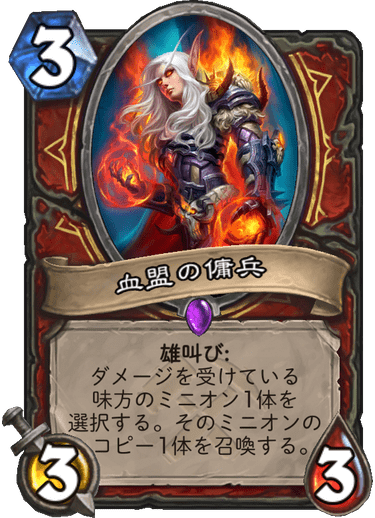 3
血盟の傭兵
雄叫び:
ダメージを受けている
味方のミニオン1体を
選択する。そのミニオンの
コピー1体を召喚する。
3
3